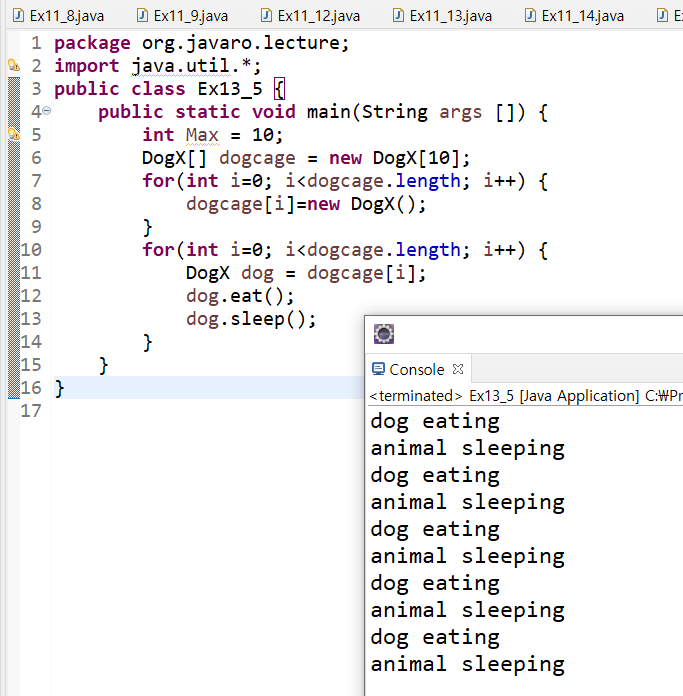 Ex11_8.java Ex11_9.java Ex11_12.java Ex11_13.java Ex11_14.java Ex
1 package org.javaro.lecture;
2 import java.util.*;
3 public class Ex13_5 {
4 public static void main(String args []) {
5 int Max = 10;
6 DogX[] dogcage = new DogX[10];
7 for(int i=0; i<dogcage.length; i++) {
8 dogcage[i]=new DogX();
9 }
10 for(int i=0; i<dogcage.length; i++) {
11 DogX dog = dogcage[i];
12 dog.eat();
13 dog.sleep();
14 }
15 }
16 }
17
Console
<terminated> Ex13_5 [Java Application] C:₩Pr
dog eating
animal sleeping
dog eating
animal sleeping
dog eating
animal sleeping
dog eating
animal sleeping
dog eating
animal sleeping